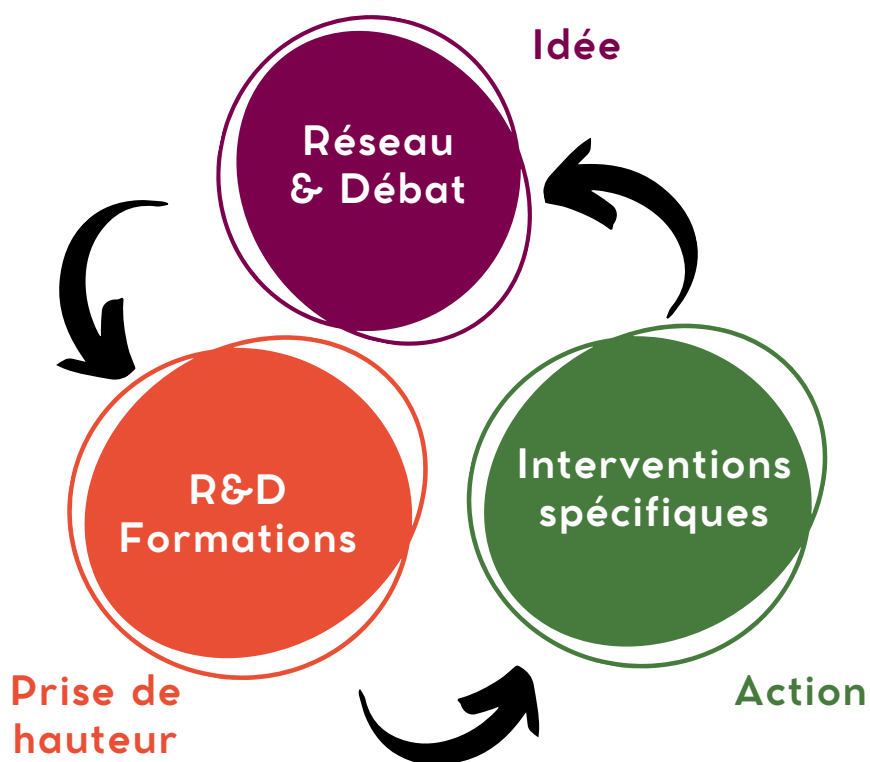 Idée
Réseau
& Débat
R&D
Formations
Interventions
spécifiques
Prise de
hauteur
Action